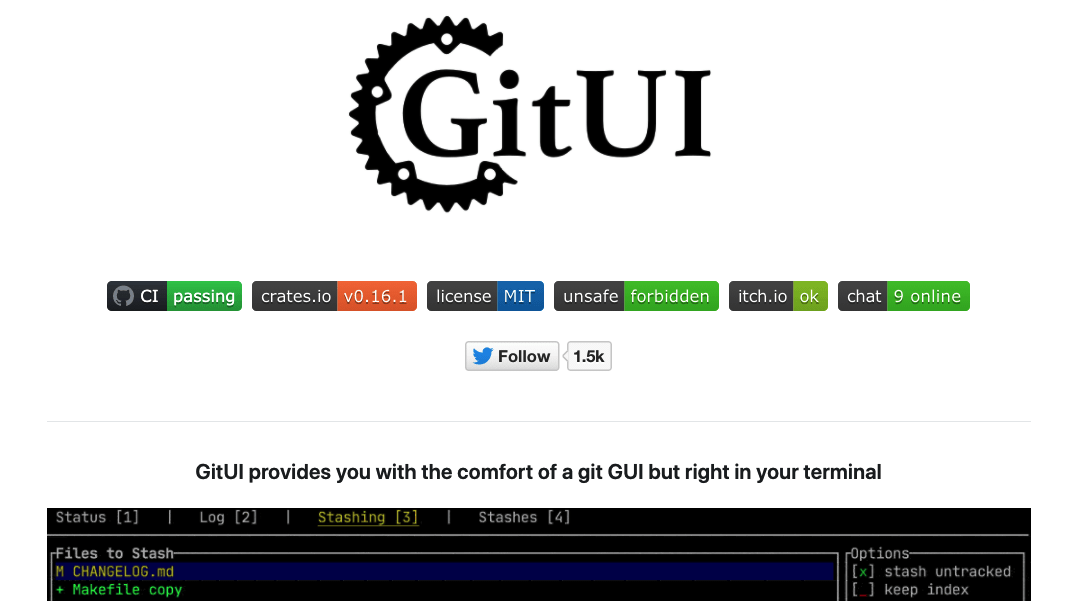 GitUI
CI passing crates.io v0.16.1 license MIT unsafe forbidden itch.io ok chat 9 online
Follow 1.5k
GitUI provides you with the comfort of a git GUI but right in your terminal
Status [1] | Log [2] | Stashing [3] | Stashes [4]
Files to Stash Options
M CHANGELOG.md [x] stash untracked
+ Makefile copy [_] keep index